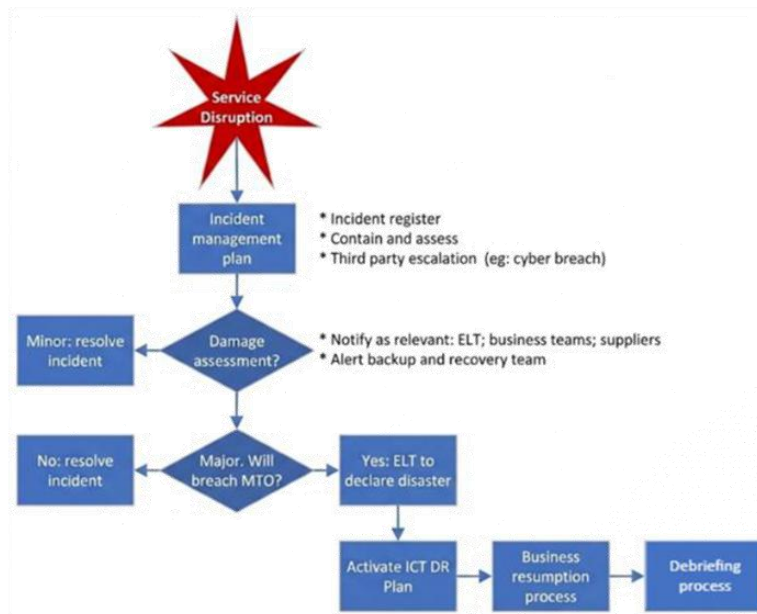 Service
Disruption
Incident
management
plan
* Incident register
* Contain and assess
* Third party escalation (eg: cyber breach)
Minor: resolve
incident
Damage
assessment?
* Notify as relevant: ELT; business teams; suppliers
* Alert backup and recovery team
No: resolve
incident
Major. Will
breach MTO?
Yes: ELT to
declare disaster
Activate ICT DR
Plan
Business
resumption
process
Debriefing
process